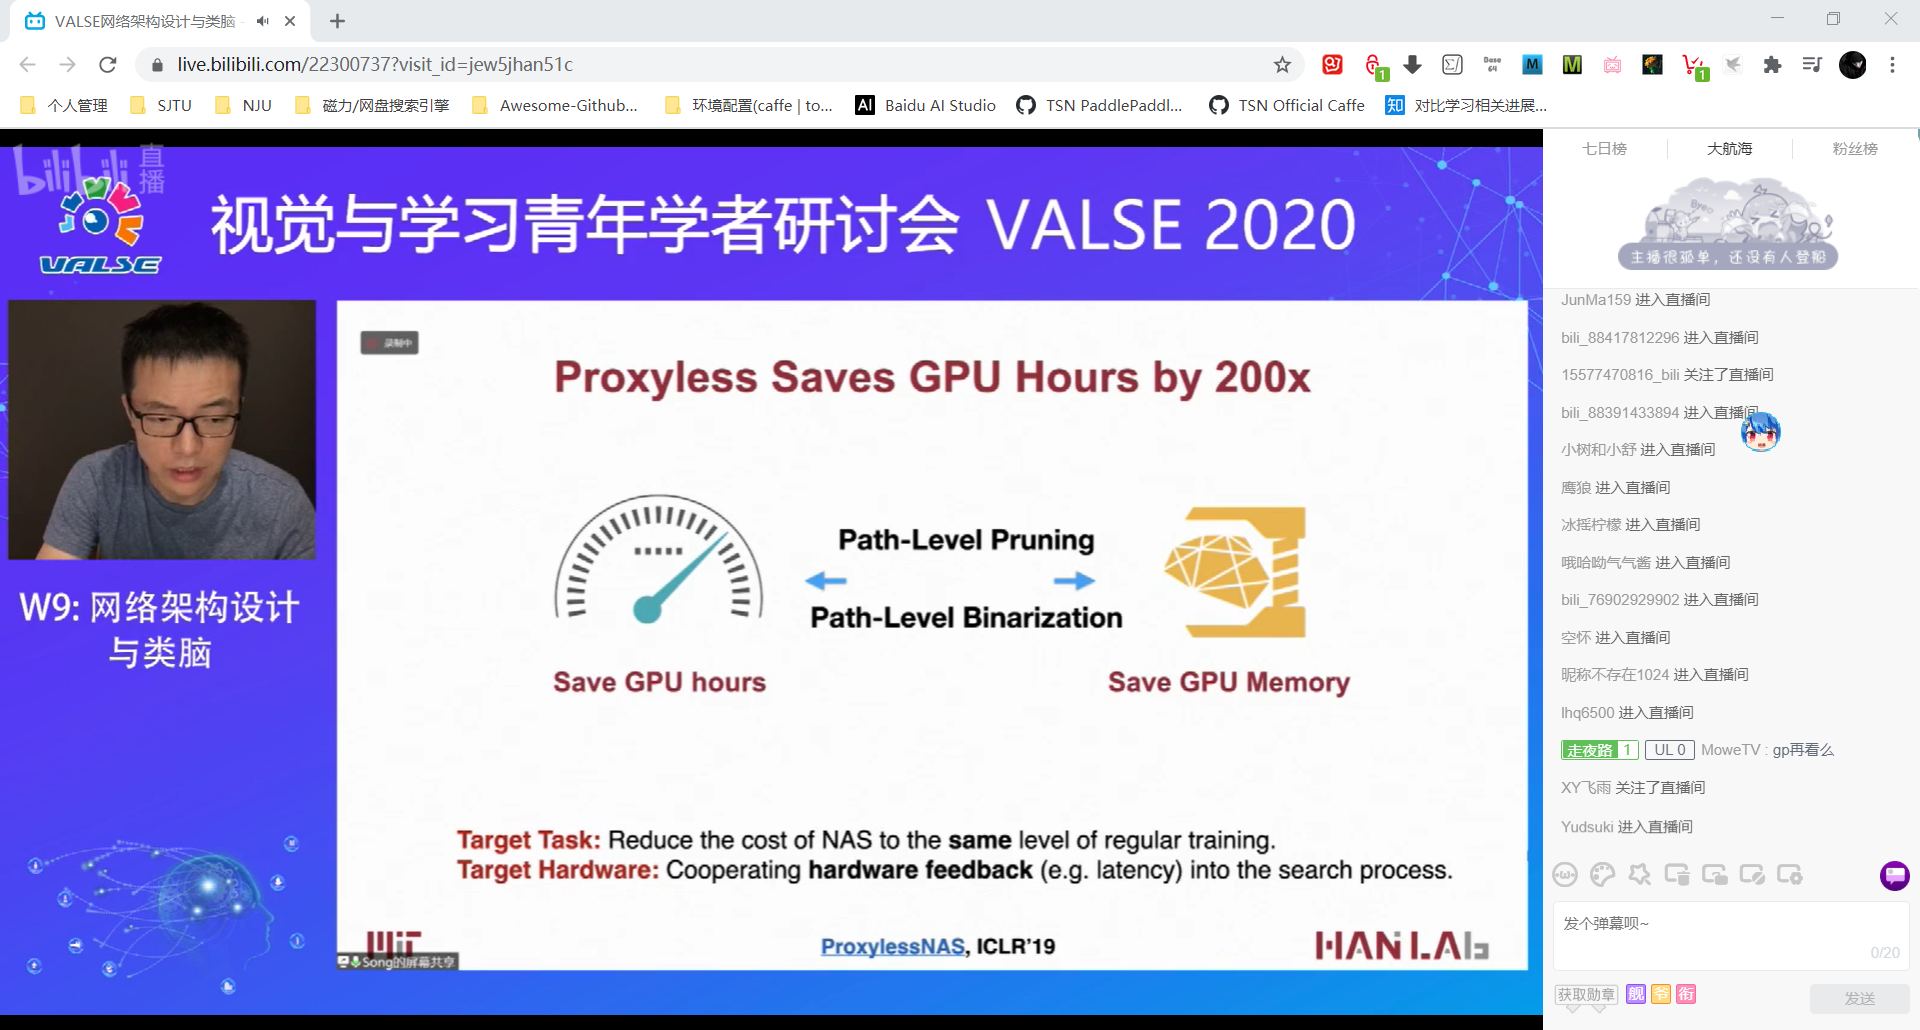 VALSE网络架构设计与类脑 -
live.bilibili.com/22300737?visit_id=jew5jhan51c
1
Base
64
M
M
1
个人管理
SJTU
NJU
磁力/网盘搜索引擎
Awesome-Github...
环境配置(caffe | to...
AI Baidu AI Studio
TSN PaddlePaddl...
TSN Official Caffe
知 对比学习相关进展...
bilibili 直播
VALSE
视觉与学习青年学者研讨会 VALSE 2020
W9: 网络架构设计
与类脑
录制中
Proxyless Saves GPU Hours by 200x
Path-Level Pruning
Path-Level Binarization
Save GPU hours
Save GPU Memory
Target Task: Reduce the cost of NAS to the same level of regular training.
Target Hardware: Cooperating hardware feedback (e.g. latency) into the search process.
MIT
Song的屏幕共享
ProxylessNAS, ICLR'19
HAN LAb
七日榜
大航海
粉丝榜
主播很孤单，还没有人登船
JunMa159 进入直播间
bili_88417812296 进入直播间
15577470816_bili 关注了直播间
bili_88391433894 进入直播间
小树和小舒 进入直播间
鹰狼 进入直播间
冰摇柠檬 进入直播间
哦哈呦气气酱 进入直播间
bili_76902929902 进入直播间
空怀 进入直播间
昵称不存在1024 进入直播间
lhq6500 进入直播间
走夜路 1 UL 0 MoweTV : gp再看么
XY飞雨 关注了直播间
Yudsuki 进入直播间
发个弹幕呗~
0/20
获取勋章 舰 爷 衔
发送